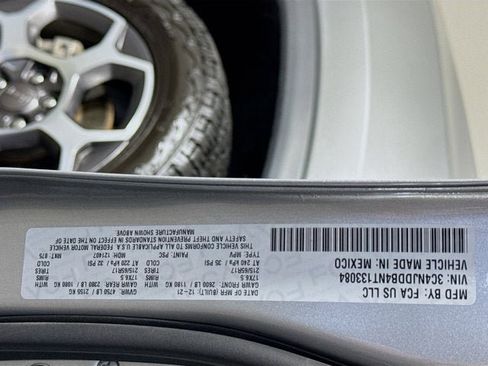 MFD BY: FCA US LLC
VIN: 3C4NJDDB4NT133084
VEHICLE MADE IN: MEXICO
DATE OF MFR (BUILT): 12-21 4750 LB 2155 KG
GAWR FRONT: 2600 LB 1180 KG GAWR REAR: 2380 LB 1080 KG
17X6.5 RIMS 17X6.5 RIMS
215/65R17 TIRES 215/65R17 TIRES
AT 240 kPa 35 PSI COLD AT 220 kPa 32 PSI COLD
TYPE: MPV PAINT: PSC MDH: 121407 MKT: 975
THIS VEHICLE CONFORMS TO ALL APPLICABLE U.S.A. FEDERAL MOTOR VEHICLE
SAFETY AND THEFT PREVENTION STANDARDS IN EFFECT ON THE DATE OF
MANUFACTURE SHOWN ABOVE